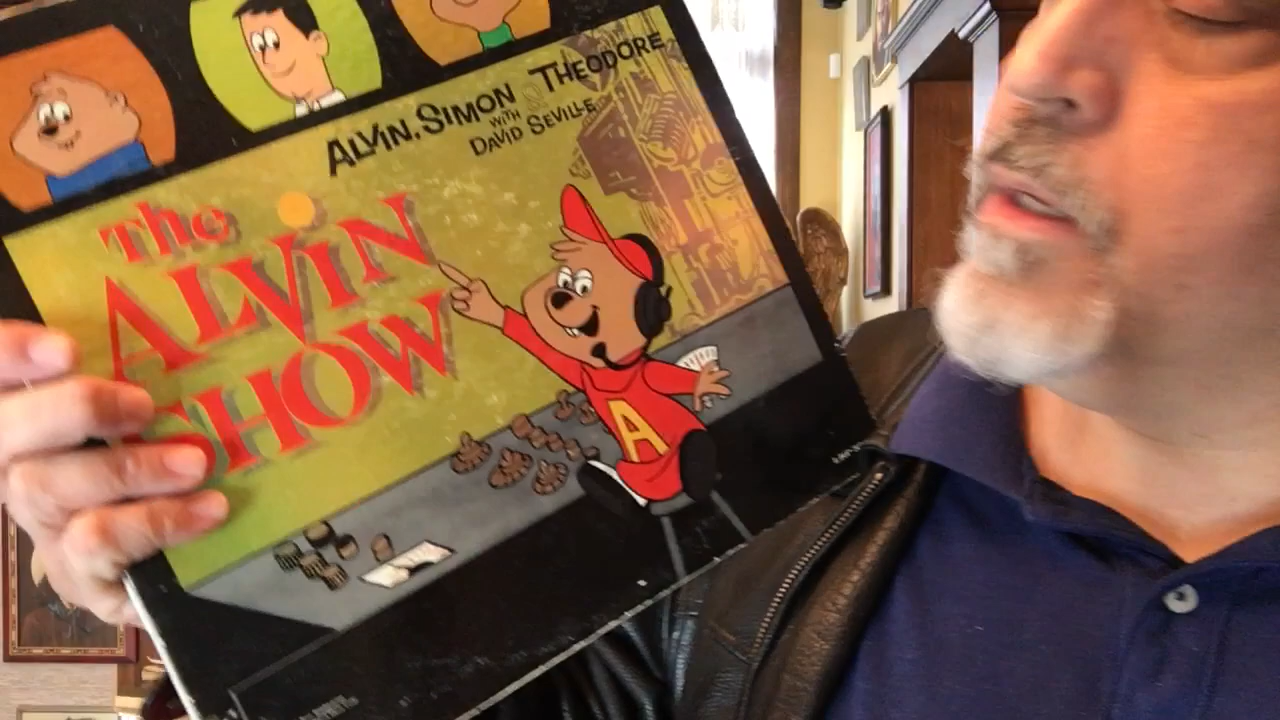 ALVIN, SIMON & THEODORE
WITH
DAVID SEVILLE
The
ALVIN
SHOW
A